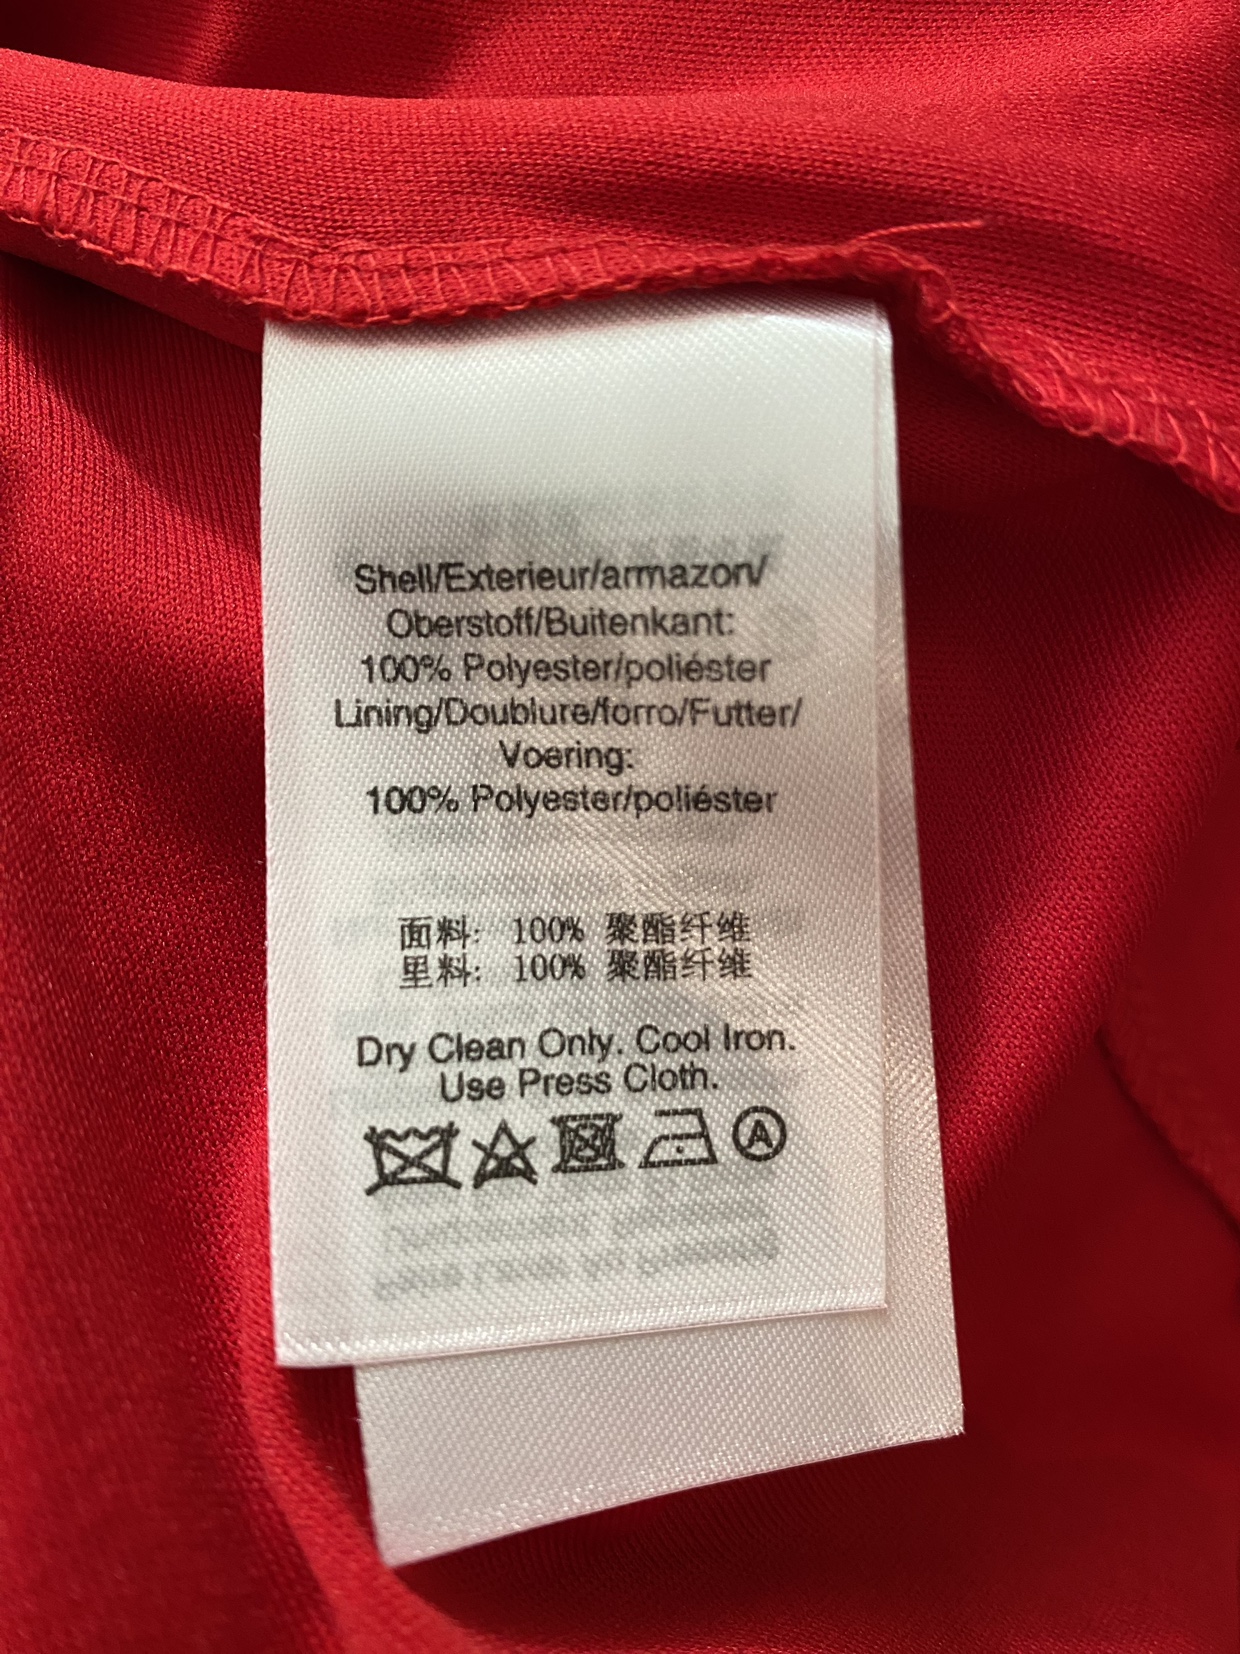 Shell/Exterieur/armazon/
Oberstoff/Buitenkant:
100% Polyester/poliéster
Lining/Doublure/forro/Futter/
Voering:
100% Polyester/poliéster
面料: 100% 聚酯纤维
里料: 100% 聚酯纤维
Dry Clean Only. Cool Iron.
Use Press Cloth.
A